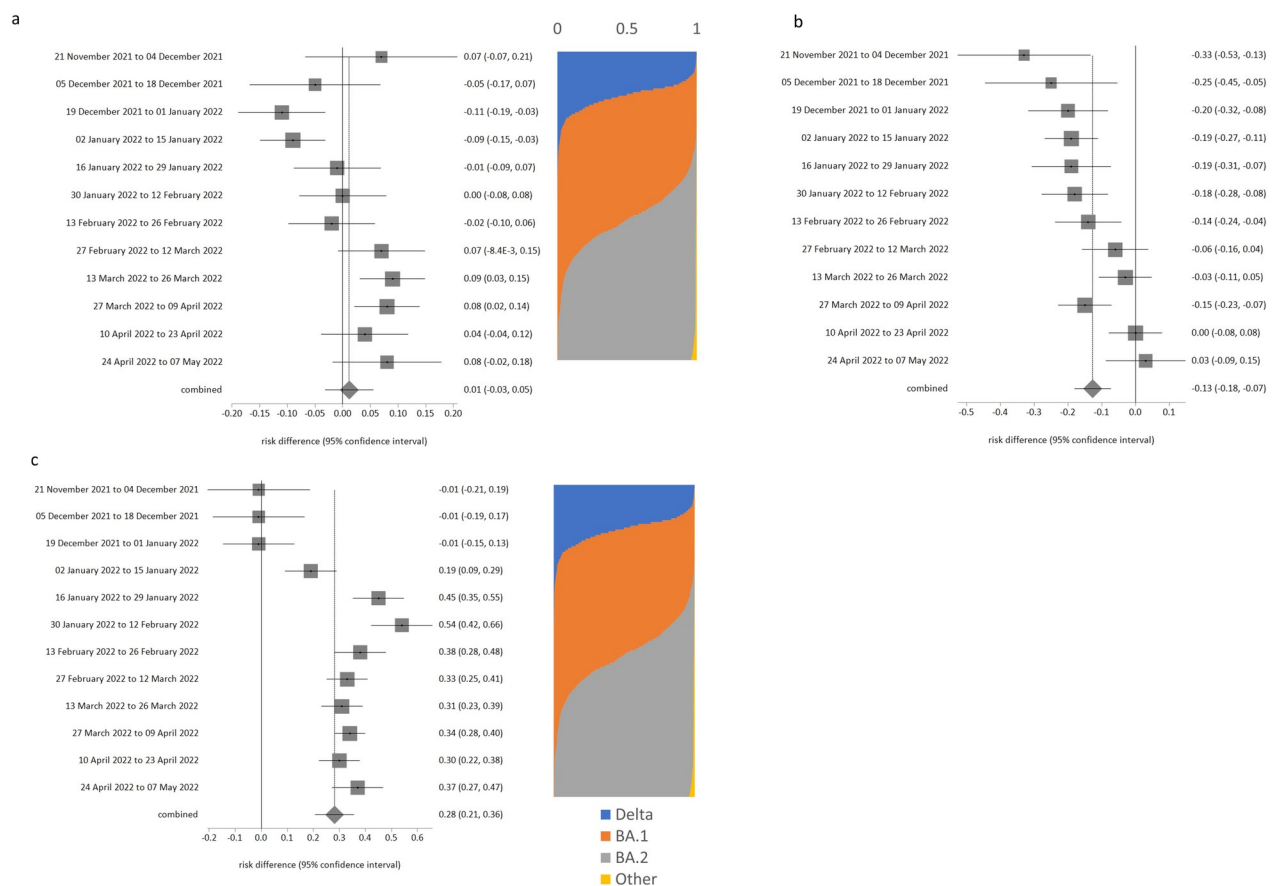 a
0 0.5 1
21 November 2021 to 04 December 2021 0.07 (-0.07, 0.21)
05 December 2021 to 18 December 2021 -0.05 (-0.17, 0.07)
19 December 2021 to 01 January 2022 -0.11 (-0.19, -0.03)
02 January 2022 to 15 January 2022 -0.09 (-0.15, -0.03)
16 January 2022 to 29 January 2022 -0.01 (-0.09, 0.07)
30 January 2022 to 12 February 2022 0.00 (-0.08, 0.08)
13 February 2022 to 26 February 2022 -0.02 (-0.10, 0.06)
27 February 2022 to 12 March 2022 0.07 (-8.4E-3, 0.15)
13 March 2022 to 26 March 2022 0.09 (0.03, 0.15)
27 March 2022 to 09 April 2022 0.08 (0.02, 0.14)
10 April 2022 to 23 April 2022 0.04 (-0.04, 0.12)
24 April 2022 to 07 May 2022 0.08 (-0.02, 0.18)
combined 0.01 (-0.03, 0.05)
-0.20 -0.15 -0.10 -0.05 0.00 0.05 0.10 0.15 0.20
risk difference (95% confidence interval)
b
21 November 2021 to 04 December 2021 -0.33 (-0.53, -0.13)
05 December 2021 to 18 December 2021 -0.25 (-0.45, -0.05)
19 December 2021 to 01 January 2022 -0.20 (-0.32, -0.08)
02 January 2022 to 15 January 2022 -0.19 (-0.27, -0.11)
16 January 2022 to 29 January 2022 -0.19 (-0.31, -0.07)
30 January 2022 to 12 February 2022 -0.18 (-0.28, -0.08)
13 February 2022 to 26 February 2022 -0.14 (-0.24, -0.04)
27 February 2022 to 12 March 2022 -0.06 (-0.16, 0.04)
13 March 2022 to 26 March 2022 -0.03 (-0.11, 0.05)
27 March 2022 to 09 April 2022 -0.15 (-0.23, -0.07)
10 April 2022 to 23 April 2022 0.00 (-0.08, 0.08)
24 April 2022 to 07 May 2022 0.03 (-0.09, 0.15)
combined -0.13 (-0.18, -0.07)
-0.5 -0.4 -0.3 -0.2 -0.1 0.0 0.1
risk difference (95% confidence interval)
c
21 November 2021 to 04 December 2021 -0.01 (-0.21, 0.19)
05 December 2021 to 18 December 2021 -0.01 (-0.19, 0.17)
19 December 2021 to 01 January 2022 -0.01 (-0.15, 0.13)
02 January 2022 to 15 January 2022 0.19 (0.09, 0.29)
16 January 2022 to 29 January 2022 0.45 (0.35, 0.55)
30 January 2022 to 12 February 2022 0.54 (0.42, 0.66)
13 February 2022 to 26 February 2022 0.38 (0.28, 0.48)
27 February 2022 to 12 March 2022 0.33 (0.25, 0.41)
13 March 2022 to 26 March 2022 0.31 (0.23, 0.39)
27 March 2022 to 09 April 2022 0.34 (0.28, 0.40)
10 April 2022 to 23 April 2022 0.30 (0.22, 0.38)
24 April 2022 to 07 May 2022 0.37 (0.27, 0.47)
combined 0.28 (0.21, 0.36)
-0.2 -0.1 0.0 0.1 0.2 0.3 0.4 0.5 0.6
risk difference (95% confidence interval)
Delta
BA.1
BA.2
Other